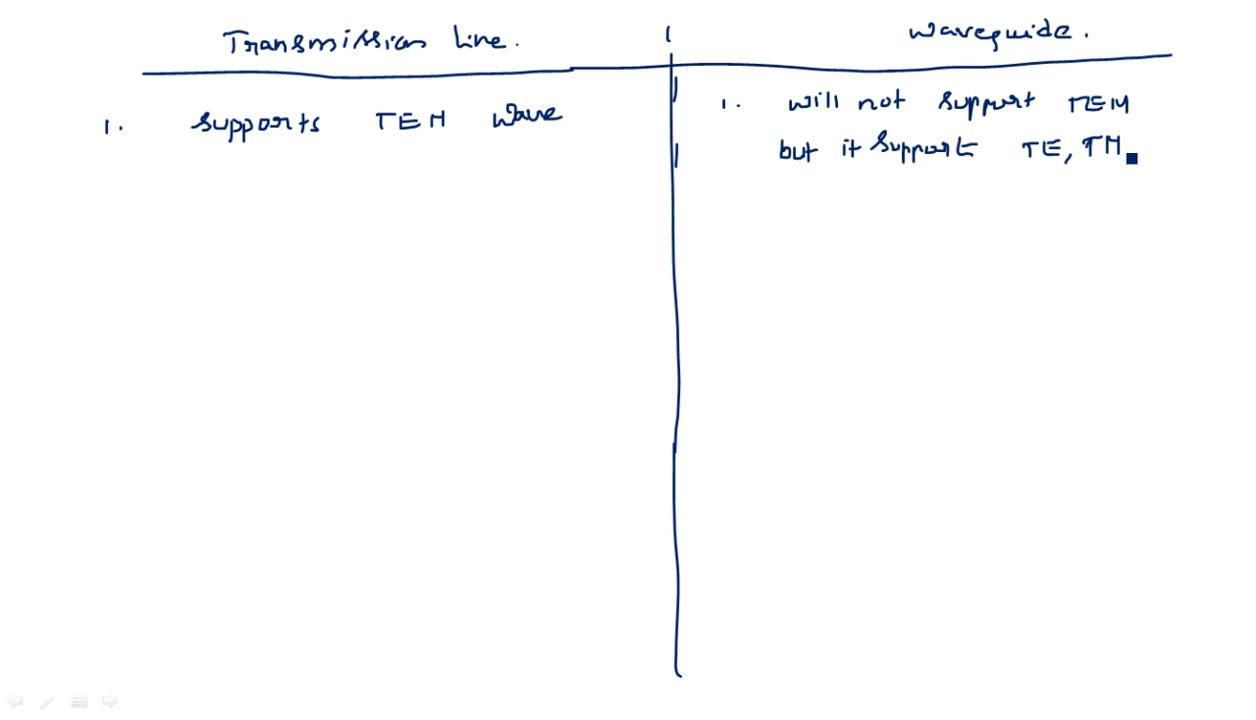 Transmission Line.
Waveguide.
1. Supports TEM Wave
1. will not support TEM
but it support TE, TM